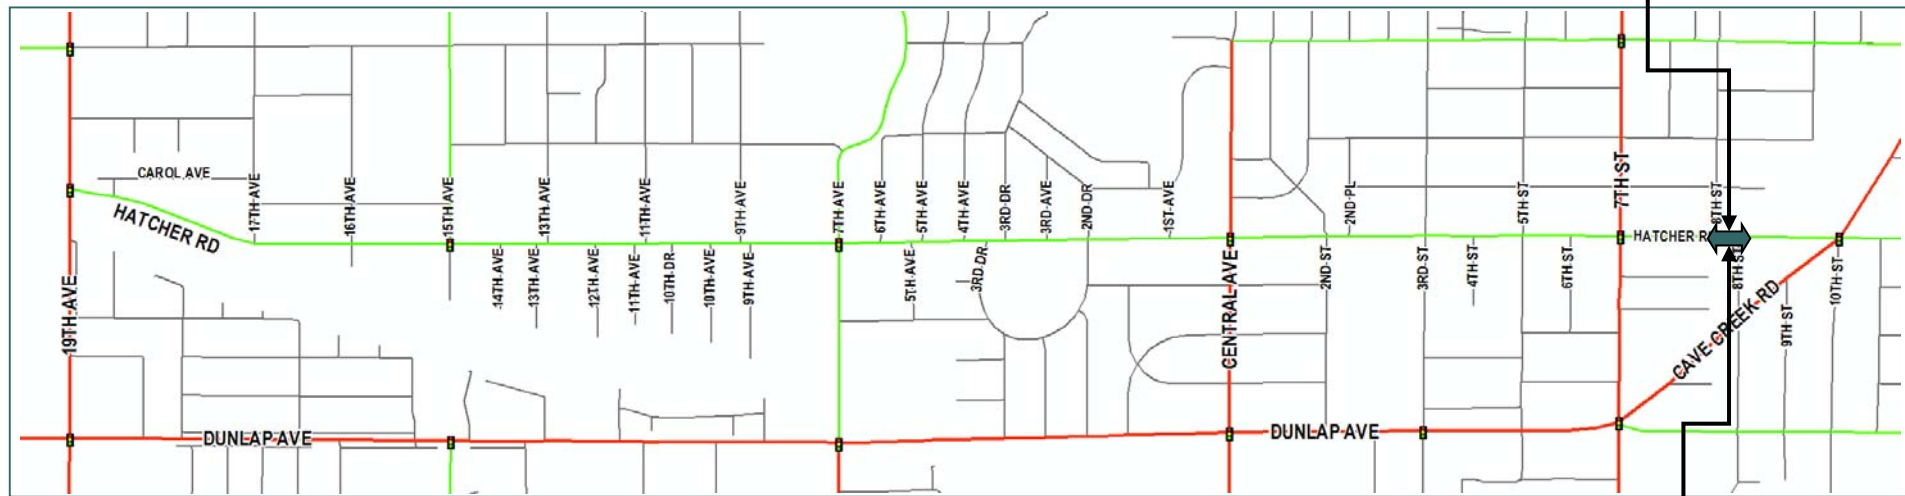 CAROL AVE
17TH AVE
16TH AVE
15TH AVE
13TH AVE
11TH AVE
9TH AVE
7TH AVE
6TH AVE
5TH AVE
4TH AVE
3RD DR
3RD AVE
2ND DR
1ST AVE
2ND PL
5TH ST
7TH ST
8TH ST
HATCHER RD
HATCHER R
19TH AVE
14TH AVE
13TH AVE
12TH AVE
11TH AVE
10TH DR
10TH AVE
9TH AVE
5TH AVE
3RD DR
CENTRAL AVE
2ND ST
3RD ST
4TH ST
6TH ST
8TH ST
9TH ST
10TH ST
CAVE CREEK RD
DUNLAP AVE
DUNLAP AVE